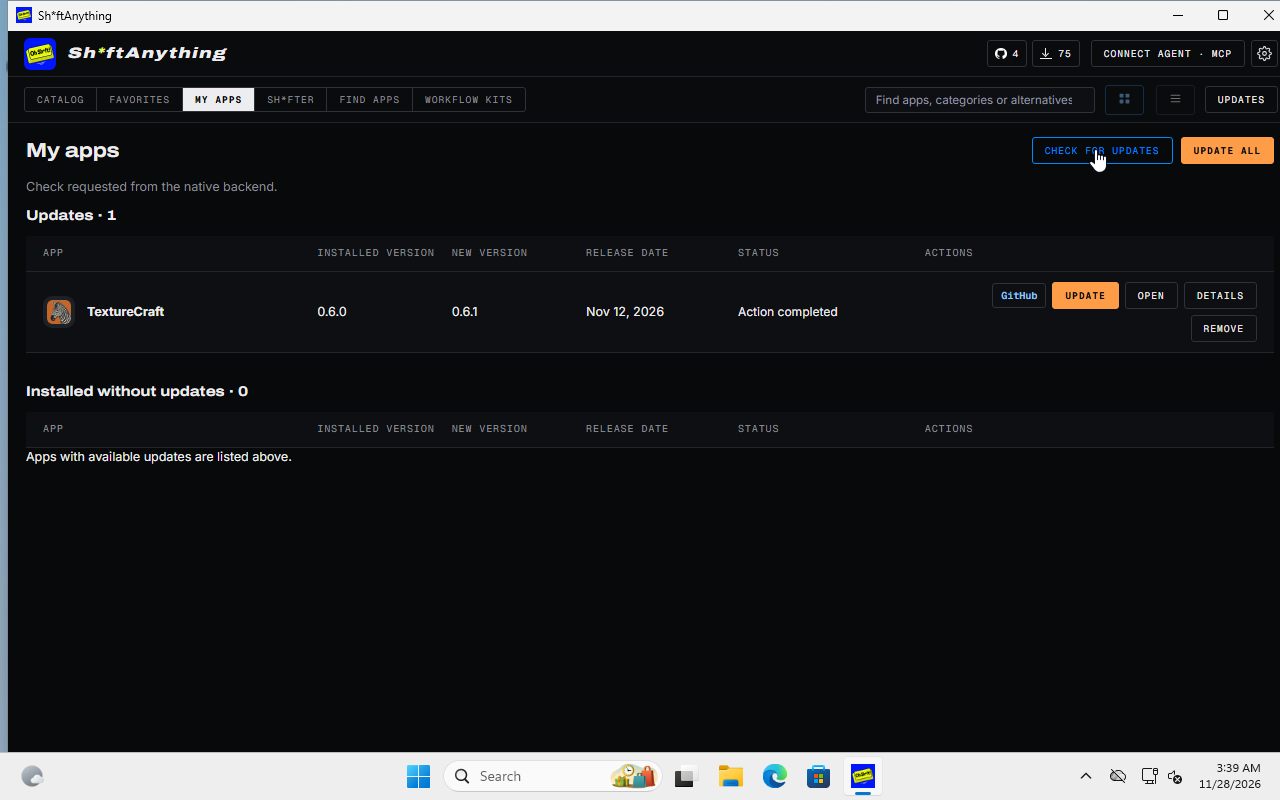 Sh*ftAnything
Oh Sh*ft!
Sh*ftAnything
4
75
CONNECT AGENT · MCP
CATALOG
FAVORITES
MY APPS
SH*FTER
FIND APPS
WORKFLOW KITS
Find apps, categories or alternatives
UPDATES
My apps
CHECK FOR UPDATES
UPDATE ALL
Check requested from the native backend.
Updates · 1
APP INSTALLED VERSION NEW VERSION RELEASE DATE STATUS ACTIONS
TextureCraft 0.6.0 0.6.1 Nov 12, 2026 Action completed
GitHub UPDATE OPEN DETAILS
REMOVE
Installed without updates · 0
APP INSTALLED VERSION NEW VERSION RELEASE DATE STATUS ACTIONS
Apps with available updates are listed above.
Search
3:39 AM
11/28/2026